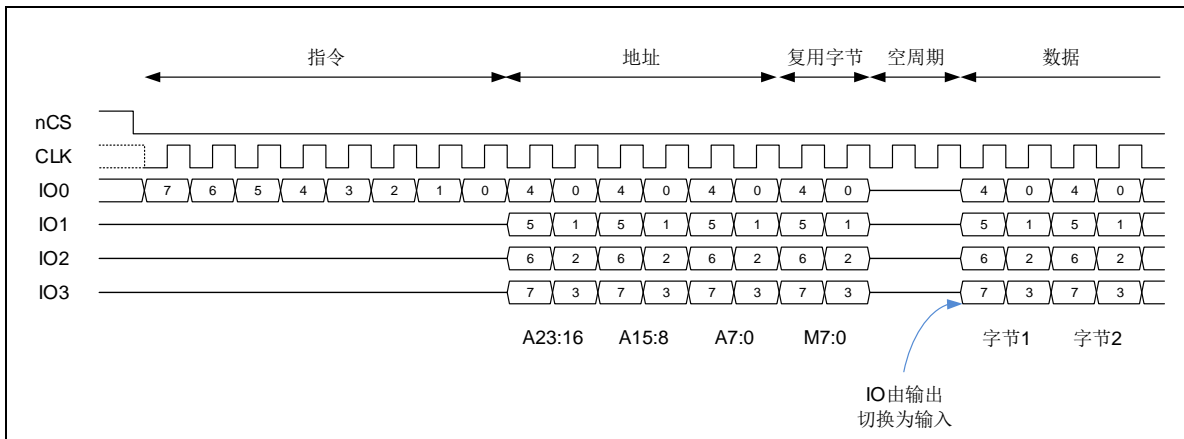 指令 地址 复用字节 空周期 数据
nCS
CLK
IO0 7 6 5 4 3 2 1 0 4 0 4 0 4 0 4 0 4 0 4 0
IO1 5 1 5 1 5 1 5 1 5 1 5 1
IO2 6 2 6 2 6 2 6 2 6 2 6 2
IO3 7 3 7 3 7 3 7 3 7 3 7 3
A23:16 A15:8 A7:0 M7:0 字节1 字节2
IO由输出
切换为输入